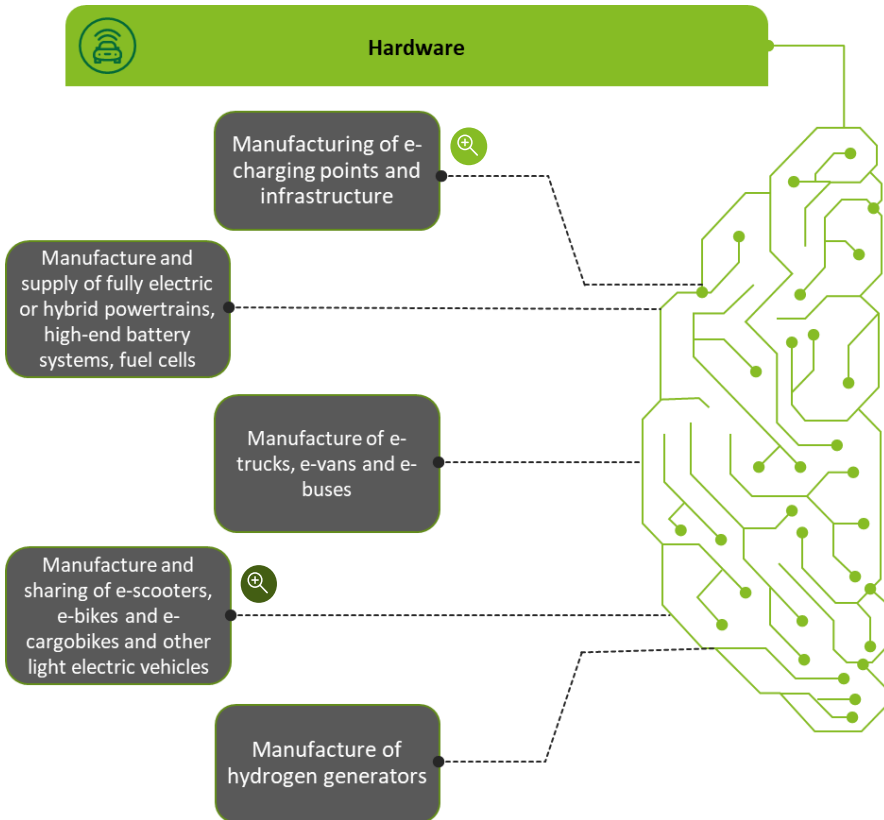 Hardware
Manufacturing of e-
charging points and
infrastructure
Manufacture and
supply of fully electric
or hybrid powertrains,
high-end battery
systems, fuel cells
Manufacture of e-
trucks, e-vans and e-
buses
Manufacture and
sharing of e-scooters,
e-bikes and e-
cargobikes and other
light electric vehicles
Manufacture of
hydrogen generators